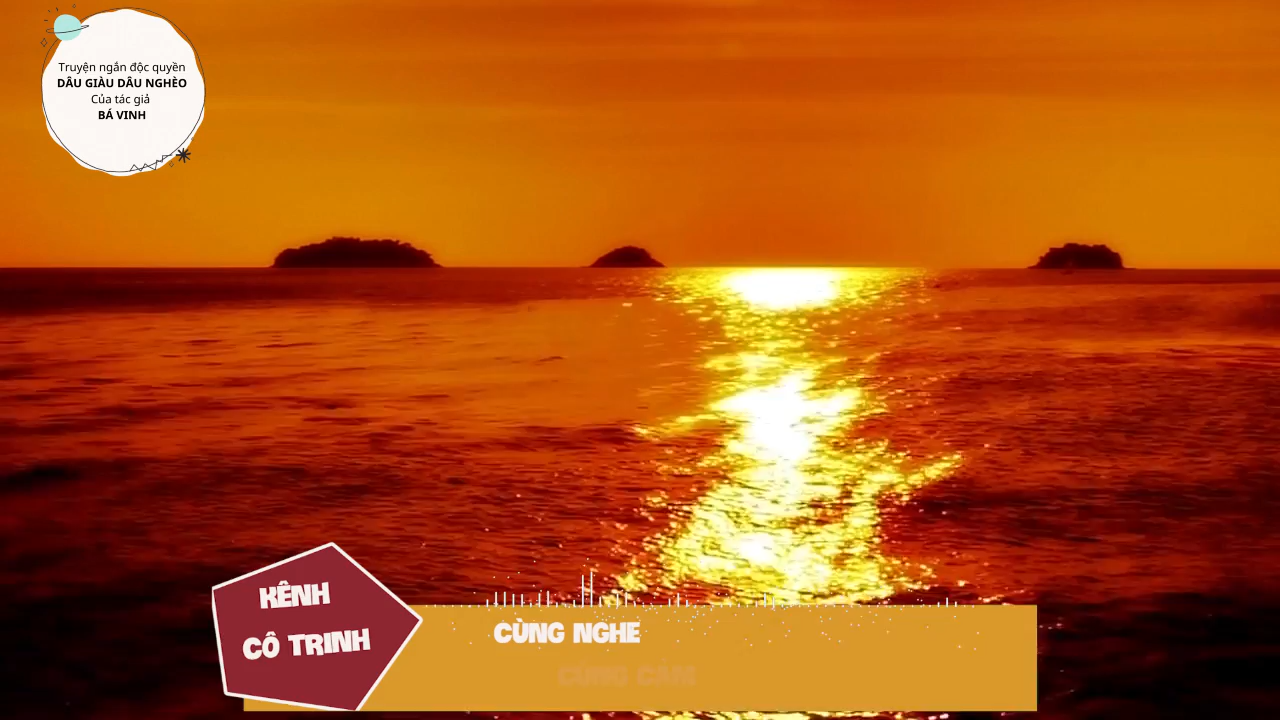 Truyện ngắn độc quyền
DÂU GIÀU DÂU NGHÈO
Của tác giả
BÁ VINH
KÊNH
CÔ TRINH
CÙNG NGHE